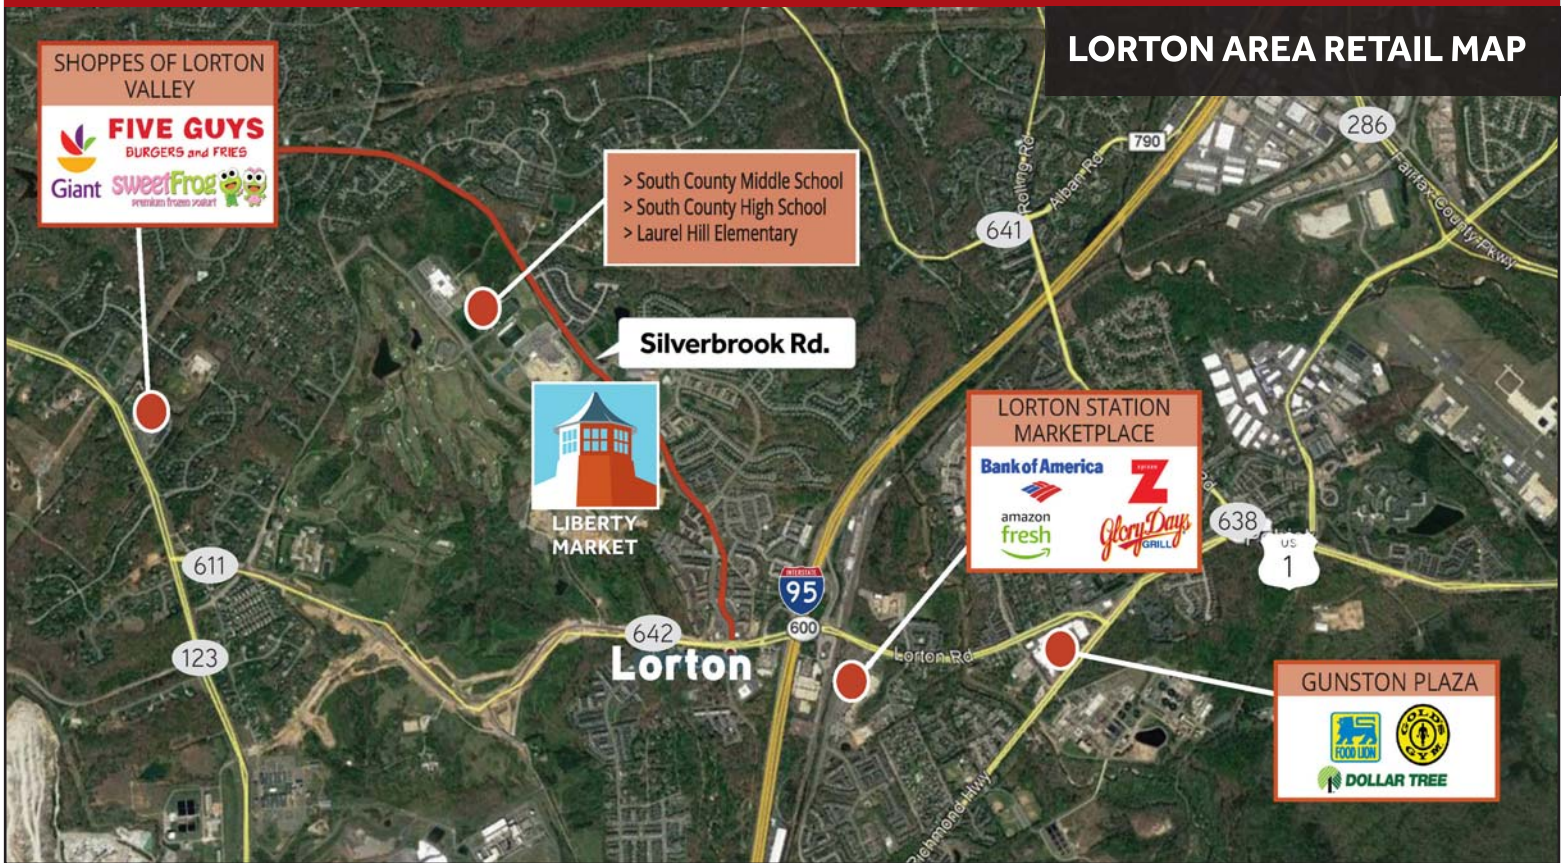 LORTON AREA RETAIL MAP
SHOPPES OF LORTON
VALLEY
Giant
FIVE GUYS
BURGERS and FRIES
sweetFrog
premium frozen yogurt
> South County Middle School
> South County High School
> Laurel Hill Elementary
Silverbrook Rd.
LIBERTY
MARKET
790
286
Rolling Rd
Alban Rd
641
Fairfax County Pkwy
LORTON STATION
MARKETPLACE
Bank of America
zpizza
Z
amazon
fresh
Glory Days
GRILL
Rd
638
US
1
611
INTERSTATE
95
600
642
Lorton
Lorton Rd
123
GUNSTON PLAZA
FOOD LION
GOLD'S
GYM
DOLLAR TREE
Richmond Hwy